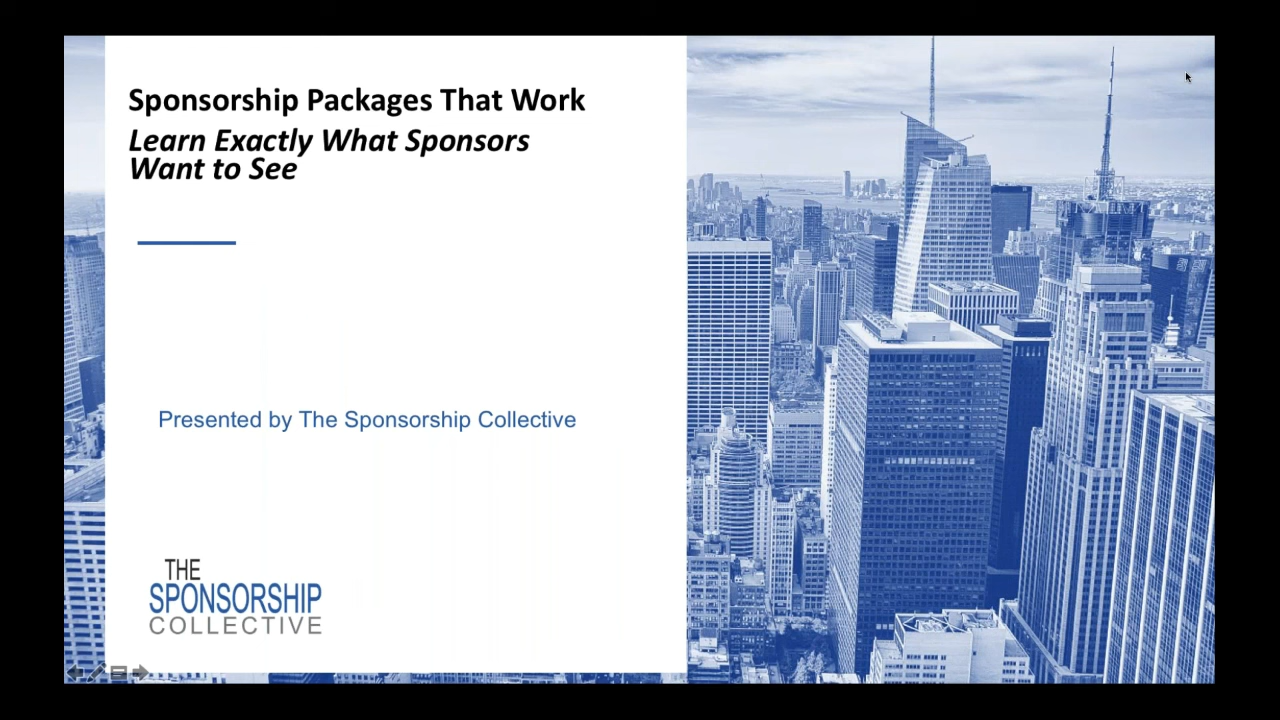 Sponsorship Packages That Work
Learn Exactly What Sponsors
Want to See
Presented by The Sponsorship Collective
THE
SPONSORSHIP
COLLECTIVE